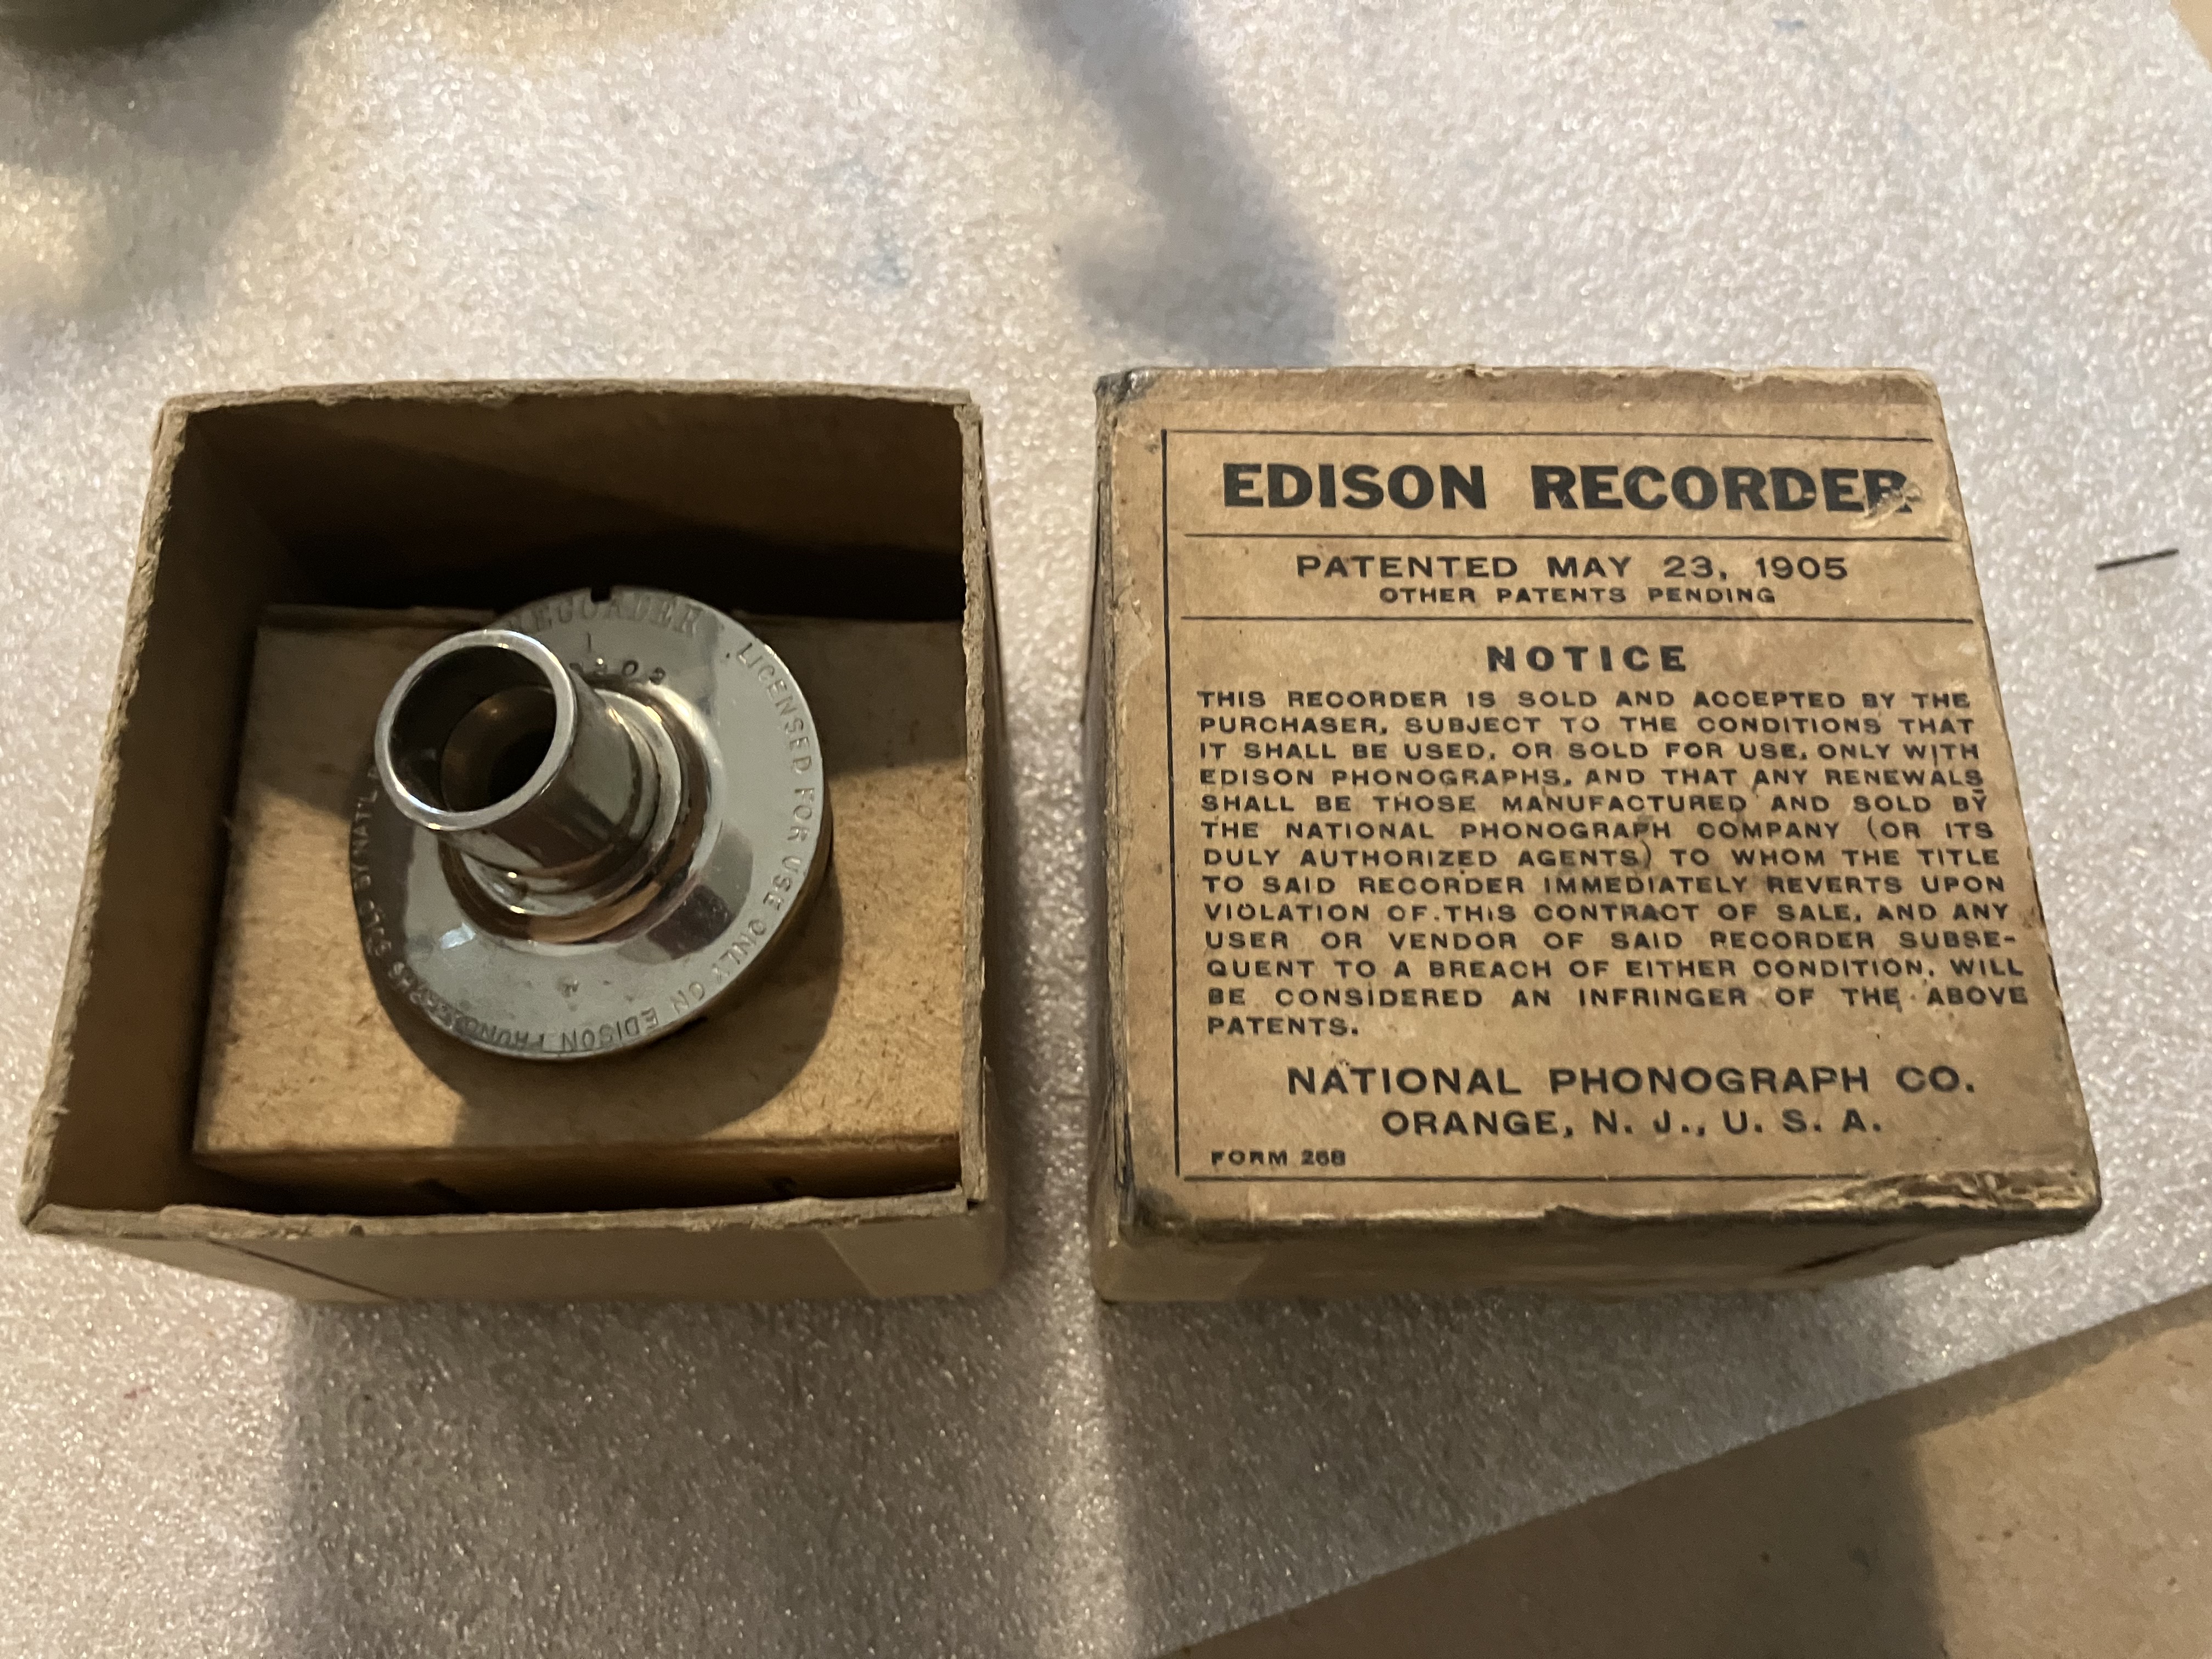 RECORDER
LICENSED FOR USE ONLY ON EDISON PHONOGRAPHS SOLD BY NAT'L
EDISON RECORDER
PATENTED MAY 23, 1905
OTHER PATENTS PENDING
NOTICE
THIS RECORDER IS SOLD AND ACCEPTED BY THE
PURCHASER, SUBJECT TO THE CONDITIONS THAT
IT SHALL BE USED, OR SOLD FOR USE, ONLY WITH
EDISON PHONOGRAPHS, AND THAT ANY RENEWALS
SHALL BE THOSE MANUFACTURED AND SOLD BY
THE NATIONAL PHONOGRAPH COMPANY (OR ITS
DULY AUTHORIZED AGENTS) TO WHOM THE TITLE
TO SAID RECORDER IMMEDIATELY REVERTS UPON
VIOLATION OF THIS CONTRACT OF SALE, AND ANY
USER OR VENDOR OF SAID RECORDER SUBSE-
QUENT TO A BREACH OF EITHER CONDITION, WILL
BE CONSIDERED AN INFRINGER OF THE ABOVE
PATENTS.
NATIONAL PHONOGRAPH CO.
ORANGE, N. J., U. S. A.
FORM 268